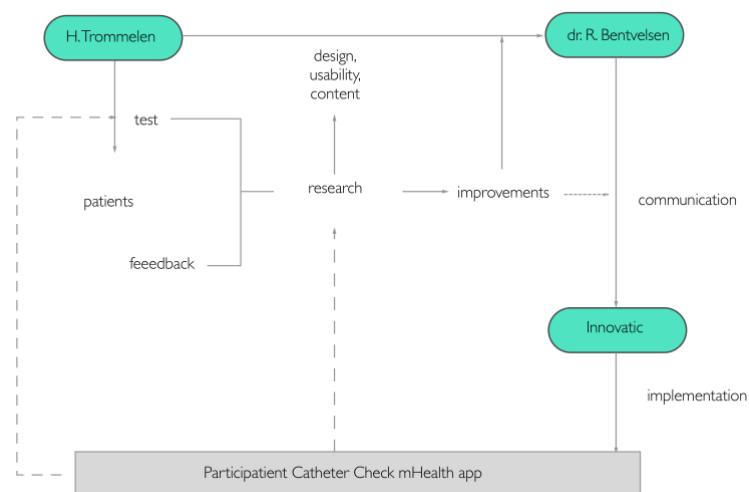 H. Trommelen
dr. R. Bentvelsen
design,
usability,
content
test
patients
research
improvements
communication
feeedback
Innovatic
implementation
Participatient Catheter Check mHealth app